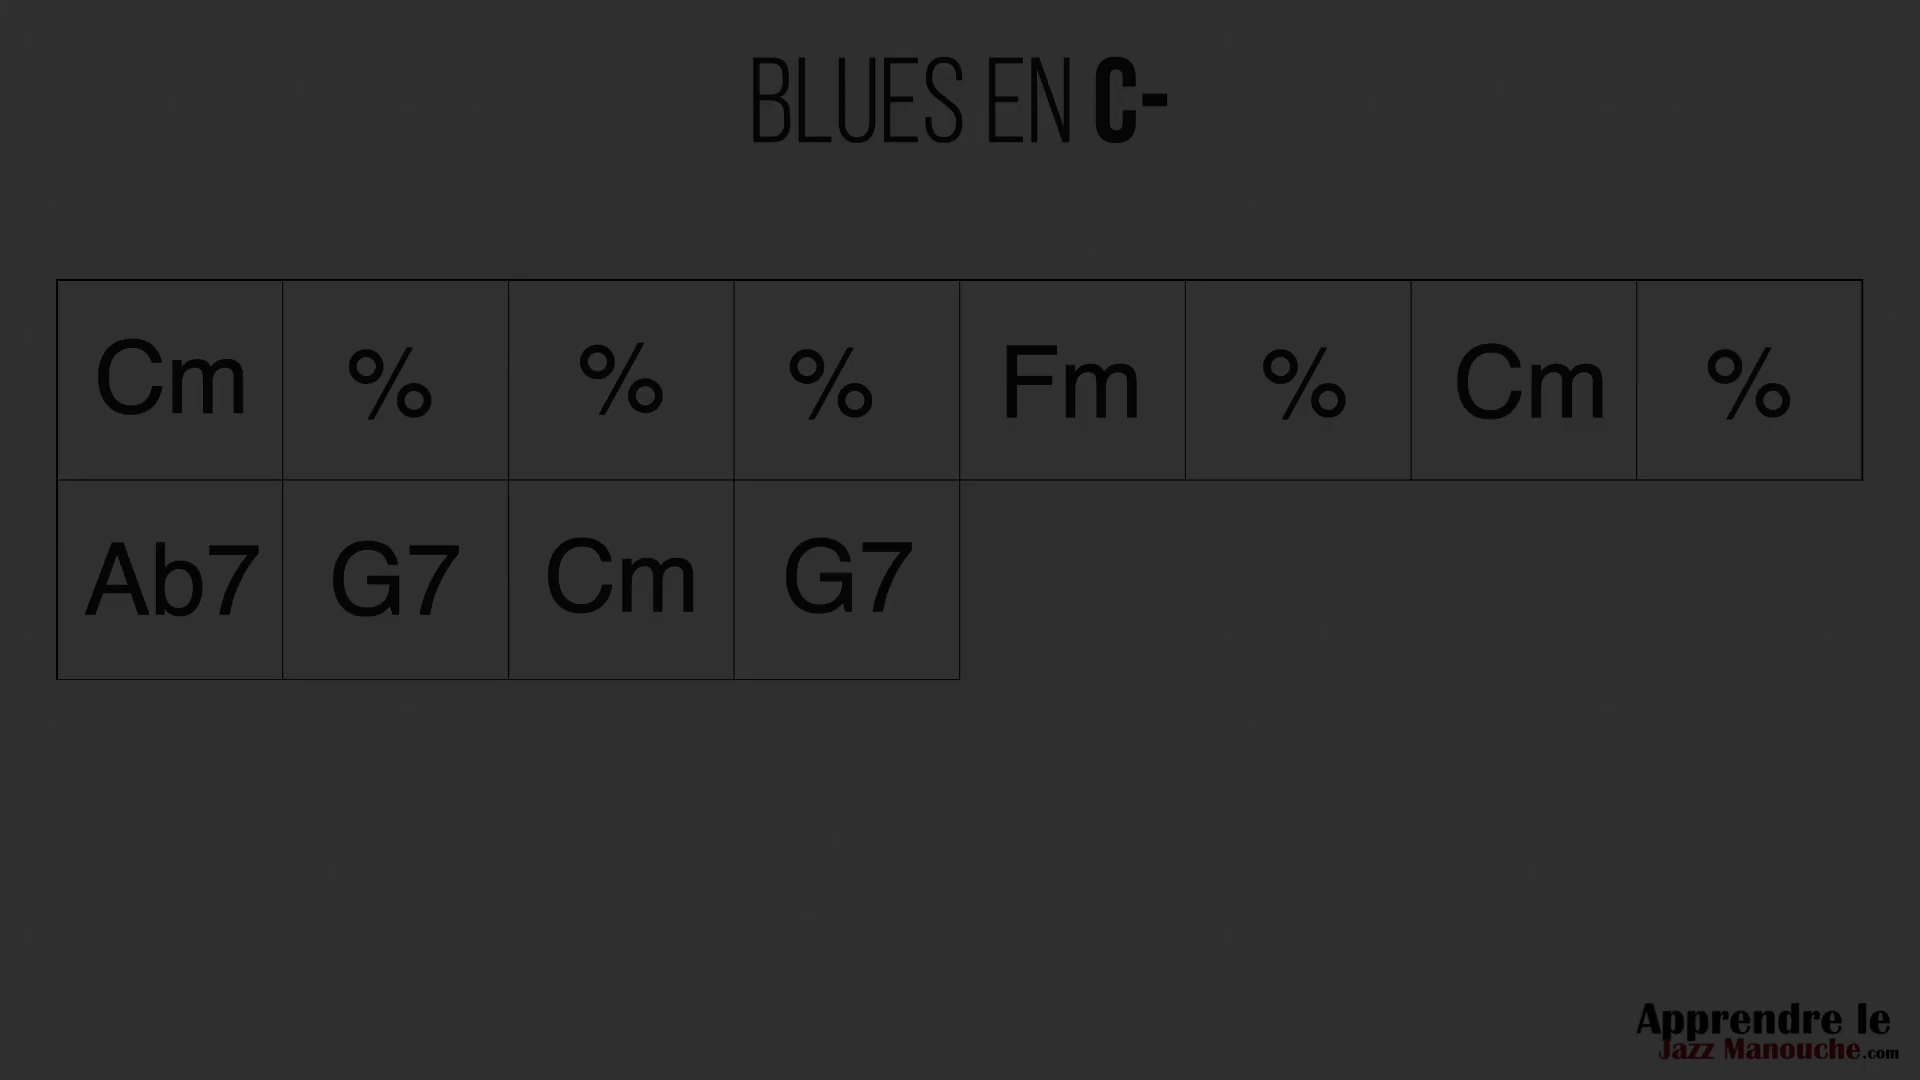 BLUES EN C-
Cm % % % Fm % Cm %
Ab7 G7 Cm G7
Apprendre le
Jazz Manouche.com